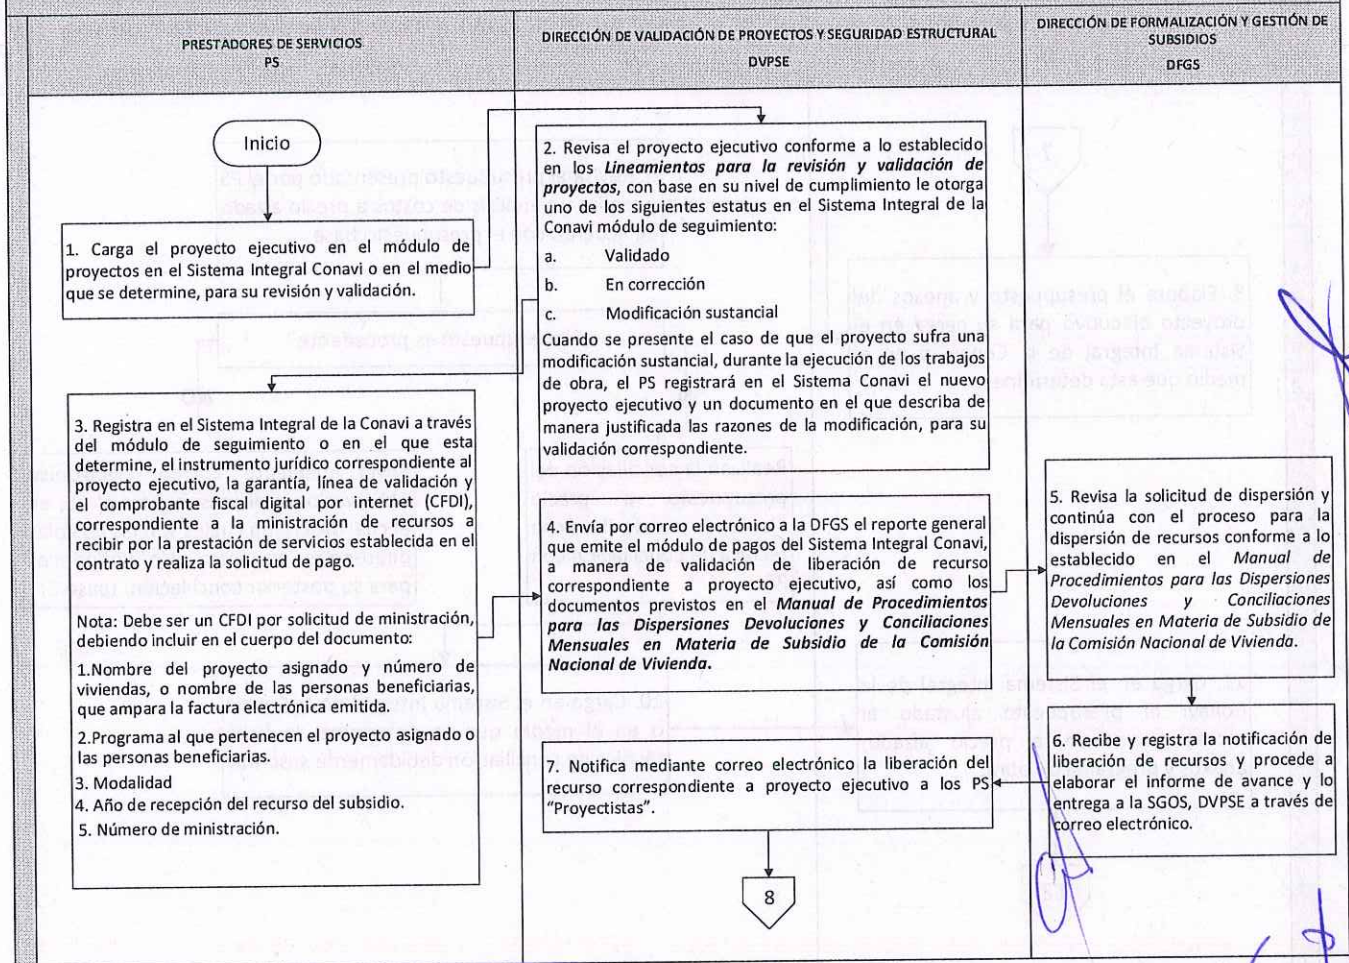 PRESTADORES DE SERVICIOS
PS
DIRECCIÓN DE VALIDACIÓN DE PROYECTOS Y SEGURIDAD ESTRUCTURAL
DVPSE
DIRECCIÓN DE FORMALIZACIÓN Y GESTIÓN DE
SUBSIDIOS
DFGS
Inicio
1. Carga el proyecto ejecutivo en el módulo de
proyectos en el Sistema Integral Conavi o en el medio
que se determine, para su revisión y validación.
2. Revisa el proyecto ejecutivo conforme a lo establecido
en los Lineamientos para la revisión y validación de
proyectos, con base en su nivel de cumplimiento le otorga
uno de los siguientes estatus en el Sistema Integral de la
Conavi módulo de seguimiento:
a. Validado
b. En corrección
c. Modificación sustancial
Cuando se presente el caso de que el proyecto sufra una
modificación sustancial, durante la ejecución de los trabajos
de obra, el PS registrará en el Sistema Conavi el nuevo
proyecto ejecutivo y un documento en el que describa de
manera justificada las razones de la modificación, para su
validación correspondiente.
3. Registra en el Sistema Integral de la Conavi a través
del módulo de seguimiento o en el que esta
determine, el instrumento jurídico correspondiente al
proyecto ejecutivo, la garantía, línea de validación y
el comprobante fiscal digital por internet (CFDI),
correspondiente a la ministración de recursos a
recibir por la prestación de servicios establecida en el
contrato y realiza la solicitud de pago.
Nota: Debe ser un CFDI por solicitud de ministración,
debiendo incluir en el cuerpo del documento:
1.Nombre del proyecto asignado y número de
viviendas, o nombre de las personas beneficiarias,
que ampara la factura electrónica emitida.
2.Programa al que pertenecen el proyecto asignado o
las personas beneficiarias.
3. Modalidad
4. Año de recepción del recurso del subsidio.
5. Número de ministración.
4. Envía por correo electrónico a la DFGS el reporte general
que emite el módulo de pagos del Sistema Integral Conavi,
a manera de validación de liberación de recurso
correspondiente a proyecto ejecutivo, así como los
documentos previstos en el Manual de Procedimientos
para las Dispersiones Devoluciones y Conciliaciones
Mensuales en Materia de Subsidio de la Comisión
Nacional de Vivienda.
5. Revisa la solicitud de dispersión y
continúa con el proceso para la
dispersión de recursos conforme a lo
establecido en el Manual de
Procedimientos para las Dispersiones
Devoluciones y Conciliaciones
Mensuales en Materia de Subsidio de
la Comisión Nacional de Vivienda.
6. Recibe y registra la notificación de
liberación de recursos y procede a
elaborar el informe de avance y lo
entrega a la SGOS, DVPSE a través de
correo electrónico.
7. Notifica mediante correo electrónico la liberación del
recurso correspondiente a proyecto ejecutivo a los PS
"Proyectistas".
8